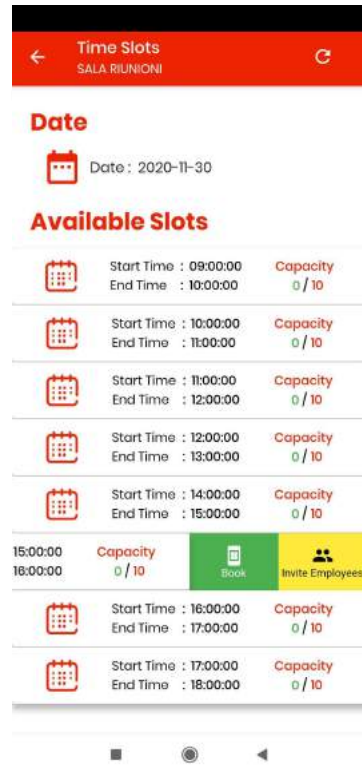 Time Slots
SALA RIUNIONI
Date
Date : 2020-11-30
Available Slots
Start Time : 09:00:00 Capacity
End Time : 10:00:00 0 / 10
Start Time : 10:00:00 Capacity
End Time : 11:00:00 0 / 10
Start Time : 11:00:00 Capacity
End Time : 12:00:00 0 / 10
Start Time : 12:00:00 Capacity
End Time : 13:00:00 0 / 10
Start Time : 14:00:00 Capacity
End Time : 15:00:00 0 / 10
15:00:00 Capacity
16:00:00 0 / 10 Book Invite Employees
Start Time : 16:00:00 Capacity
End Time : 17:00:00 0 / 10
Start Time : 17:00:00 Capacity
End Time : 18:00:00 0 / 10